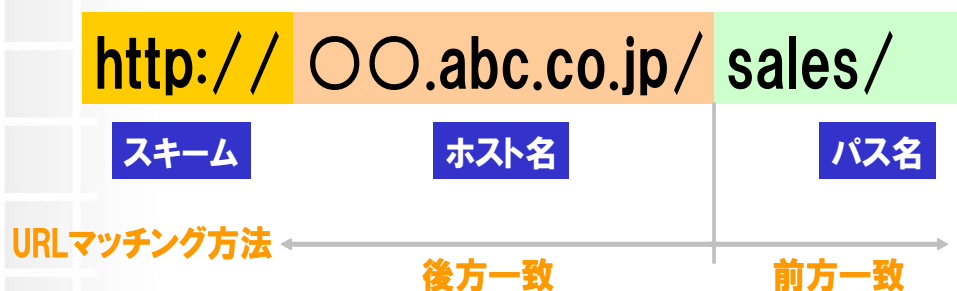 http:// 〇〇.abc.co.jp/ sales/
スキーム ホスト名 パス名
URLマッチング方法
後方一致 前方一致